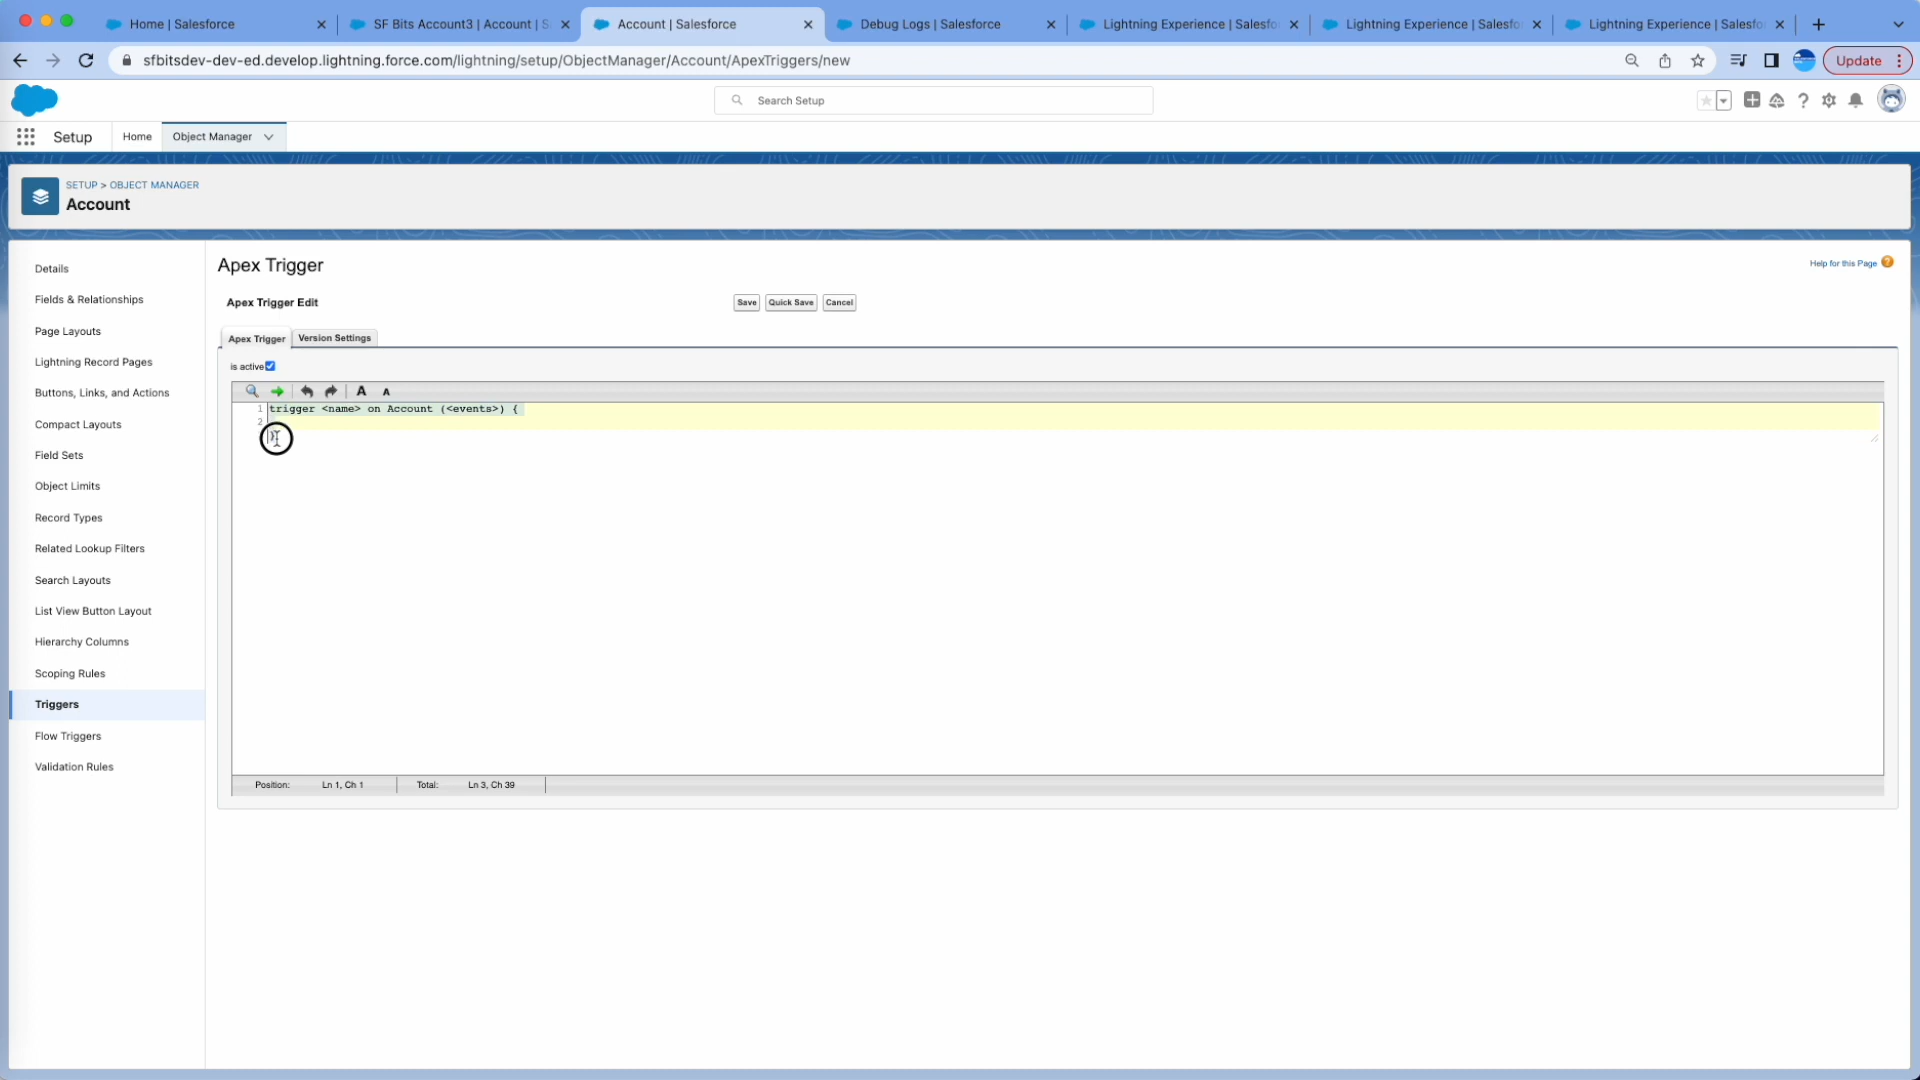 Home | Salesforce
SF Bits Account3 | Account | S
Account | Salesforce
Debug Logs | Salesforce
Lightning Experience | Salesfo
Lightning Experience | Salesfo
Lightning Experience | Salesfo
sfbitsdev-dev-ed.develop.lightning.force.com/lightning/setup/ObjectManager/Account/ApexTriggers/new
Update
Search Setup
Setup
Home
Object Manager
SETUP > OBJECT MANAGER
Account
Details
Fields & Relationships
Page Layouts
Lightning Record Pages
Buttons, Links, and Actions
Compact Layouts
Field Sets
Object Limits
Record Types
Related Lookup Filters
Search Layouts
List View Button Layout
Hierarchy Columns
Scoping Rules
Triggers
Flow Triggers
Validation Rules
Apex Trigger
Help for this Page ?
Apex Trigger Edit
Save
Quick Save
Cancel
Apex Trigger
Version Settings
is active
A A
1 trigger <name> on Account (<events>) {
2
Position: Ln 1, Ch 1 Total: Ln 3, Ch 39